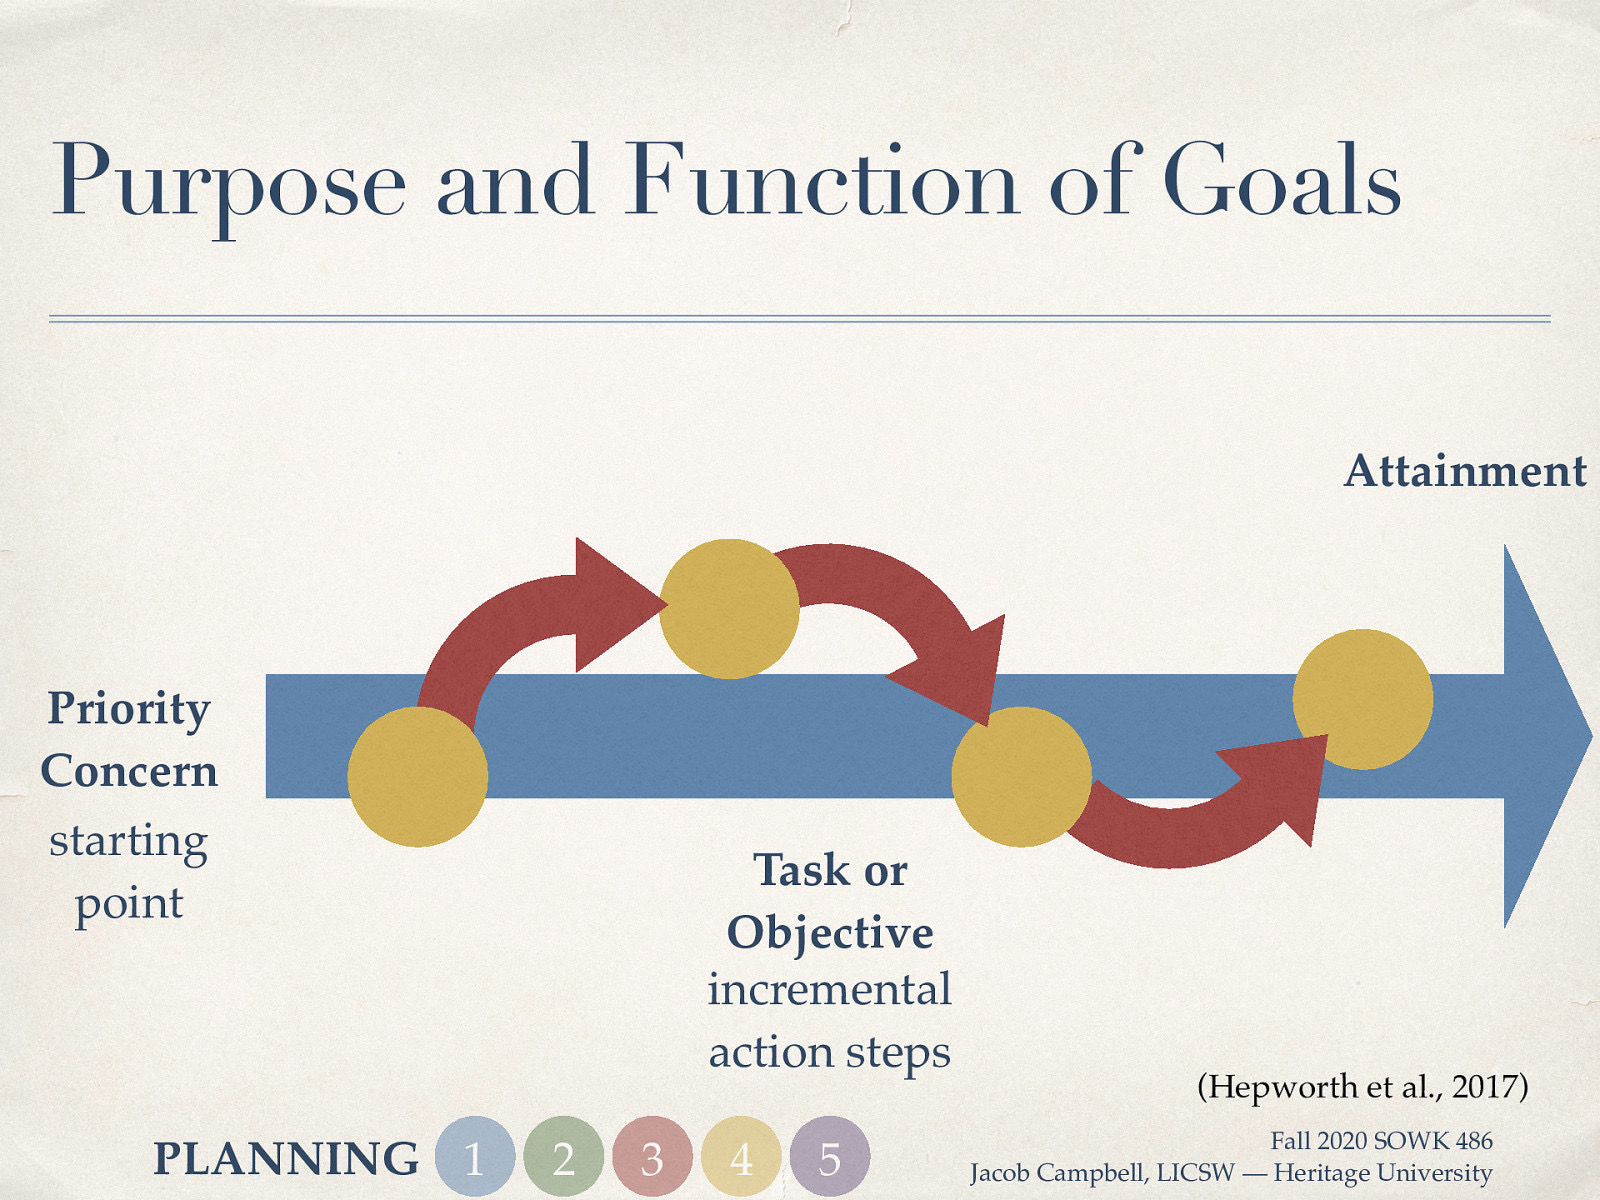 Purpose and Function of Goals
Attainment
Priority
Concern
starting
point
Task or
Objective
incremental
action steps
(Hepworth et al., 2017)
PLANNING 1 2 3 4 5
Fall 2020 SOWK 486
Jacob Campbell, LICSW — Heritage University